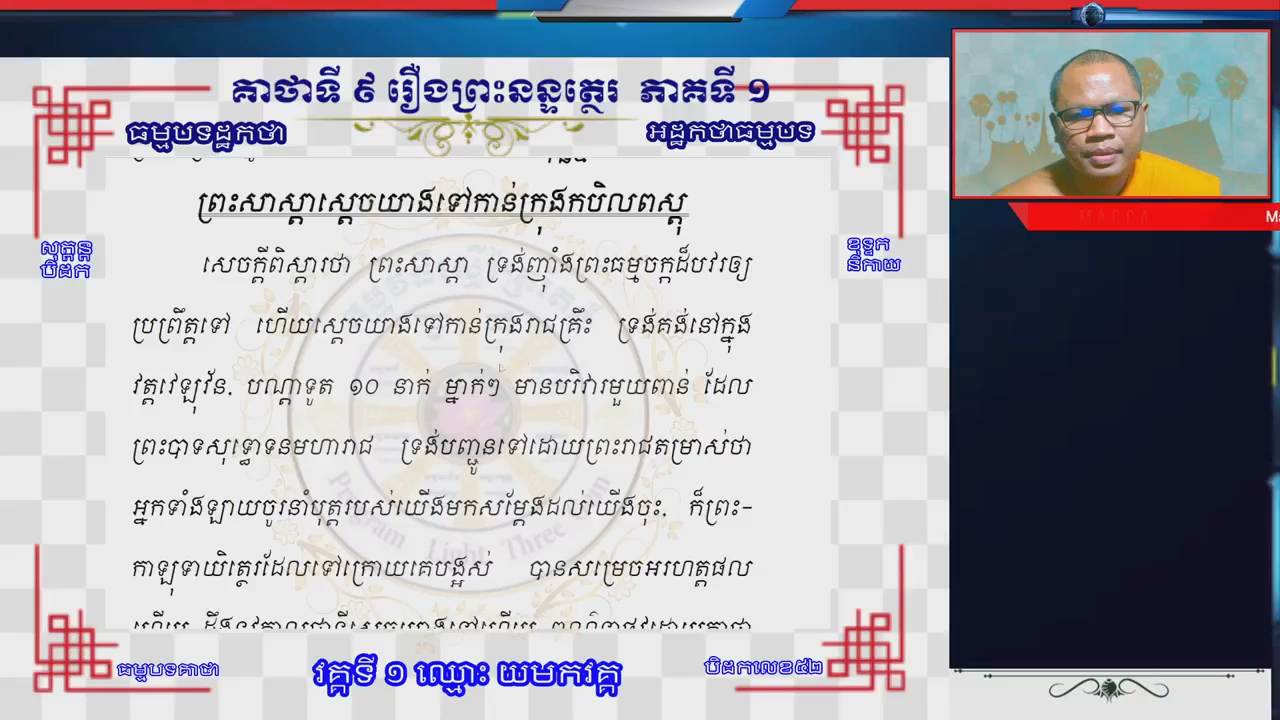 គាថាទី ៩ រឿងព្រះនន្ទត្ថេរ ភាគទី ១
ធម្មបទដ្ឋកថា
អដ្ឋកថាធម្មបទ
ព្រះសាស្តាស្តេចយាងទៅកាន់ក្រុងកបិលពស្តុ
សុត្តន្ត
បិដក
ខុទ្ទក
និកាយ
សេចក្តីពិស្តារថា ព្រះសាស្តា ទ្រង់ញ៉ាំងព្រះធម្មចក្កដ៏បវរឲ្យ
ប្រព្រឹត្តទៅ ហើយស្តេចយាងទៅកាន់ក្រុងរាជគ្រឹះ ទ្រង់គង់នៅក្នុង
វត្តវេឡុវ័ន. បណ្តាទូត ១០ នាក់ ម្នាក់ៗ មានបរិវារមួយពាន់ ដែល
ព្រះបាទសុទ្ធោទនមហារាជ ទ្រង់បញ្ជូនទៅដោយព្រះរាជតម្រាស់ថា
អ្នកទាំងឡាយចូរនាំបុត្តរបស់យើងមកសម្តែងដល់យើងចុះ. ក៏ព្រះ-
កាឡុទាយិត្ថេរដែលទៅក្រោយគេបង្អស់ បានសម្រេចអរហត្តផល
Program Light Three Gem
ធម្មបទគាថា
វគ្គទី ១ ឈ្មោះ យមកវគ្គ
បិដកលេខ៥២
MAGGA
Ma